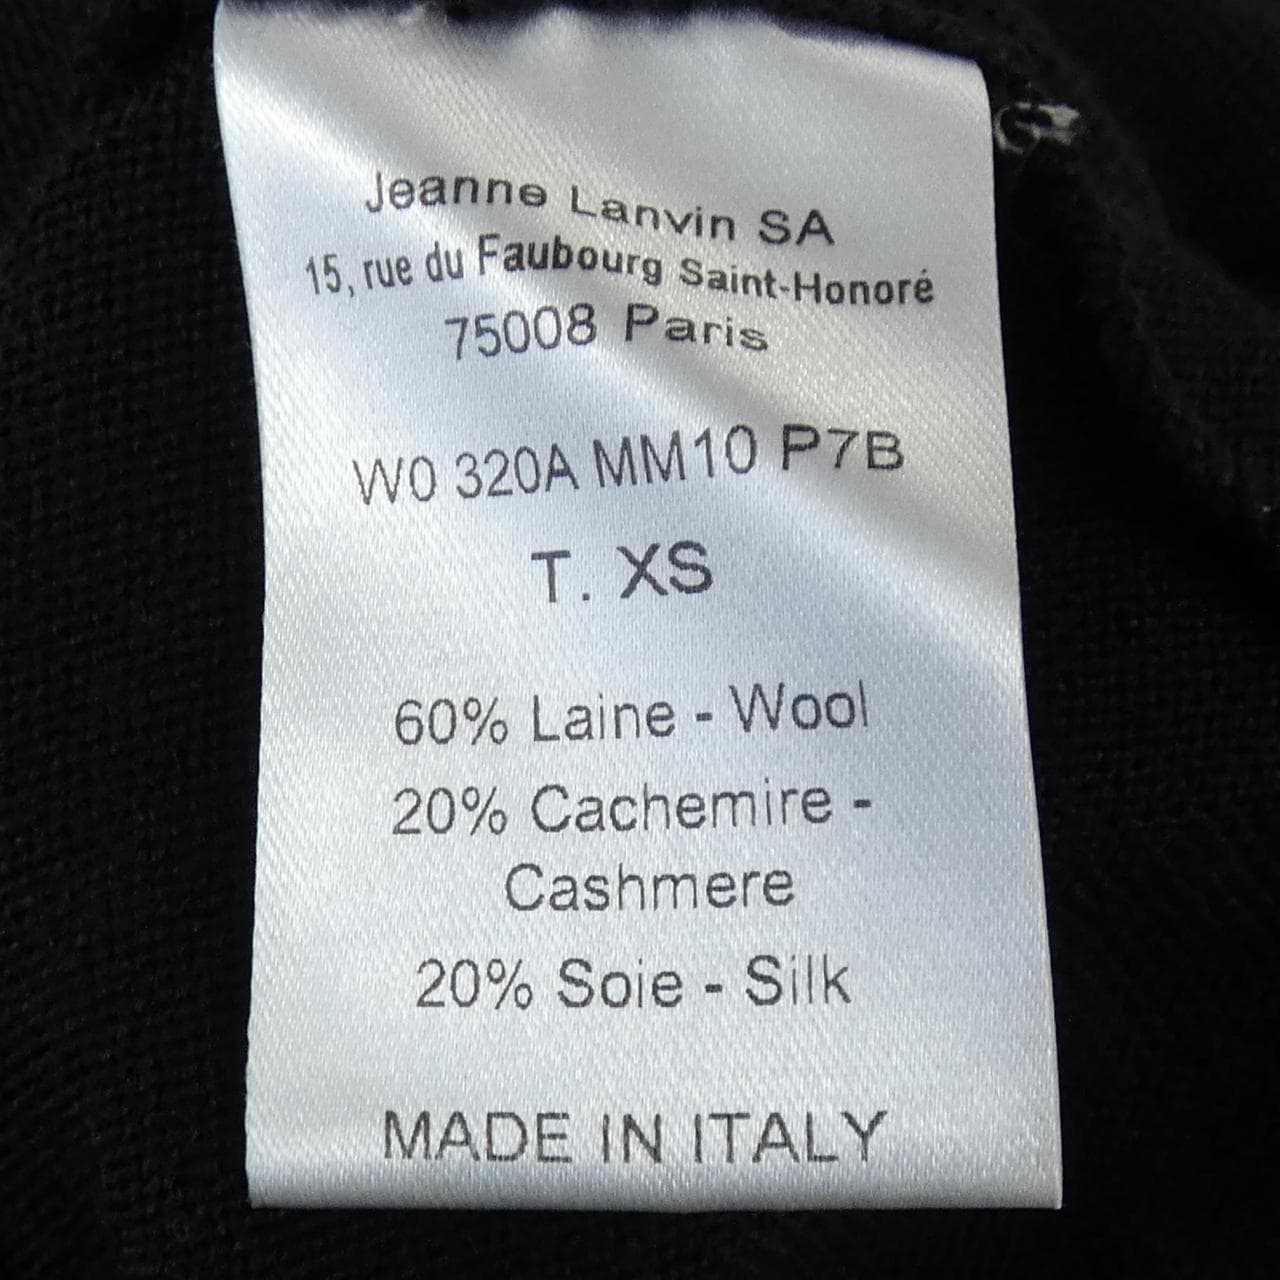 Jeanne Lanvin SA
15, rue du Faubourg Saint-Honoré
75008 Paris
W0 320A MM10 P7B
T. XS
60% Laine - Wool
20% Cachemire -
Cashmere
20% Soie - Silk
MADE IN ITALY